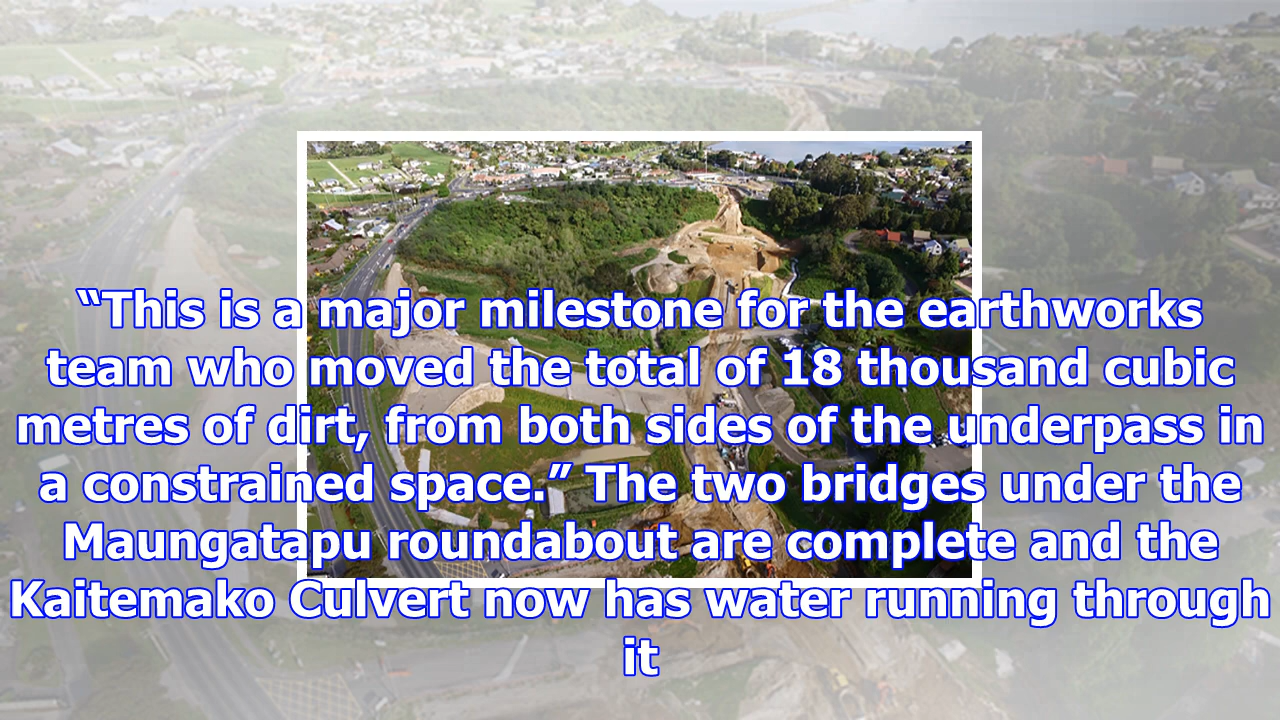 “This is a major milestone for the earthworks
team who moved the total of 18 thousand cubic
metres of dirt, from both sides of the underpass in
a constrained space.” The two bridges under the
Maungatapu roundabout are complete and the
Kaitemako Culvert now has water running through
it